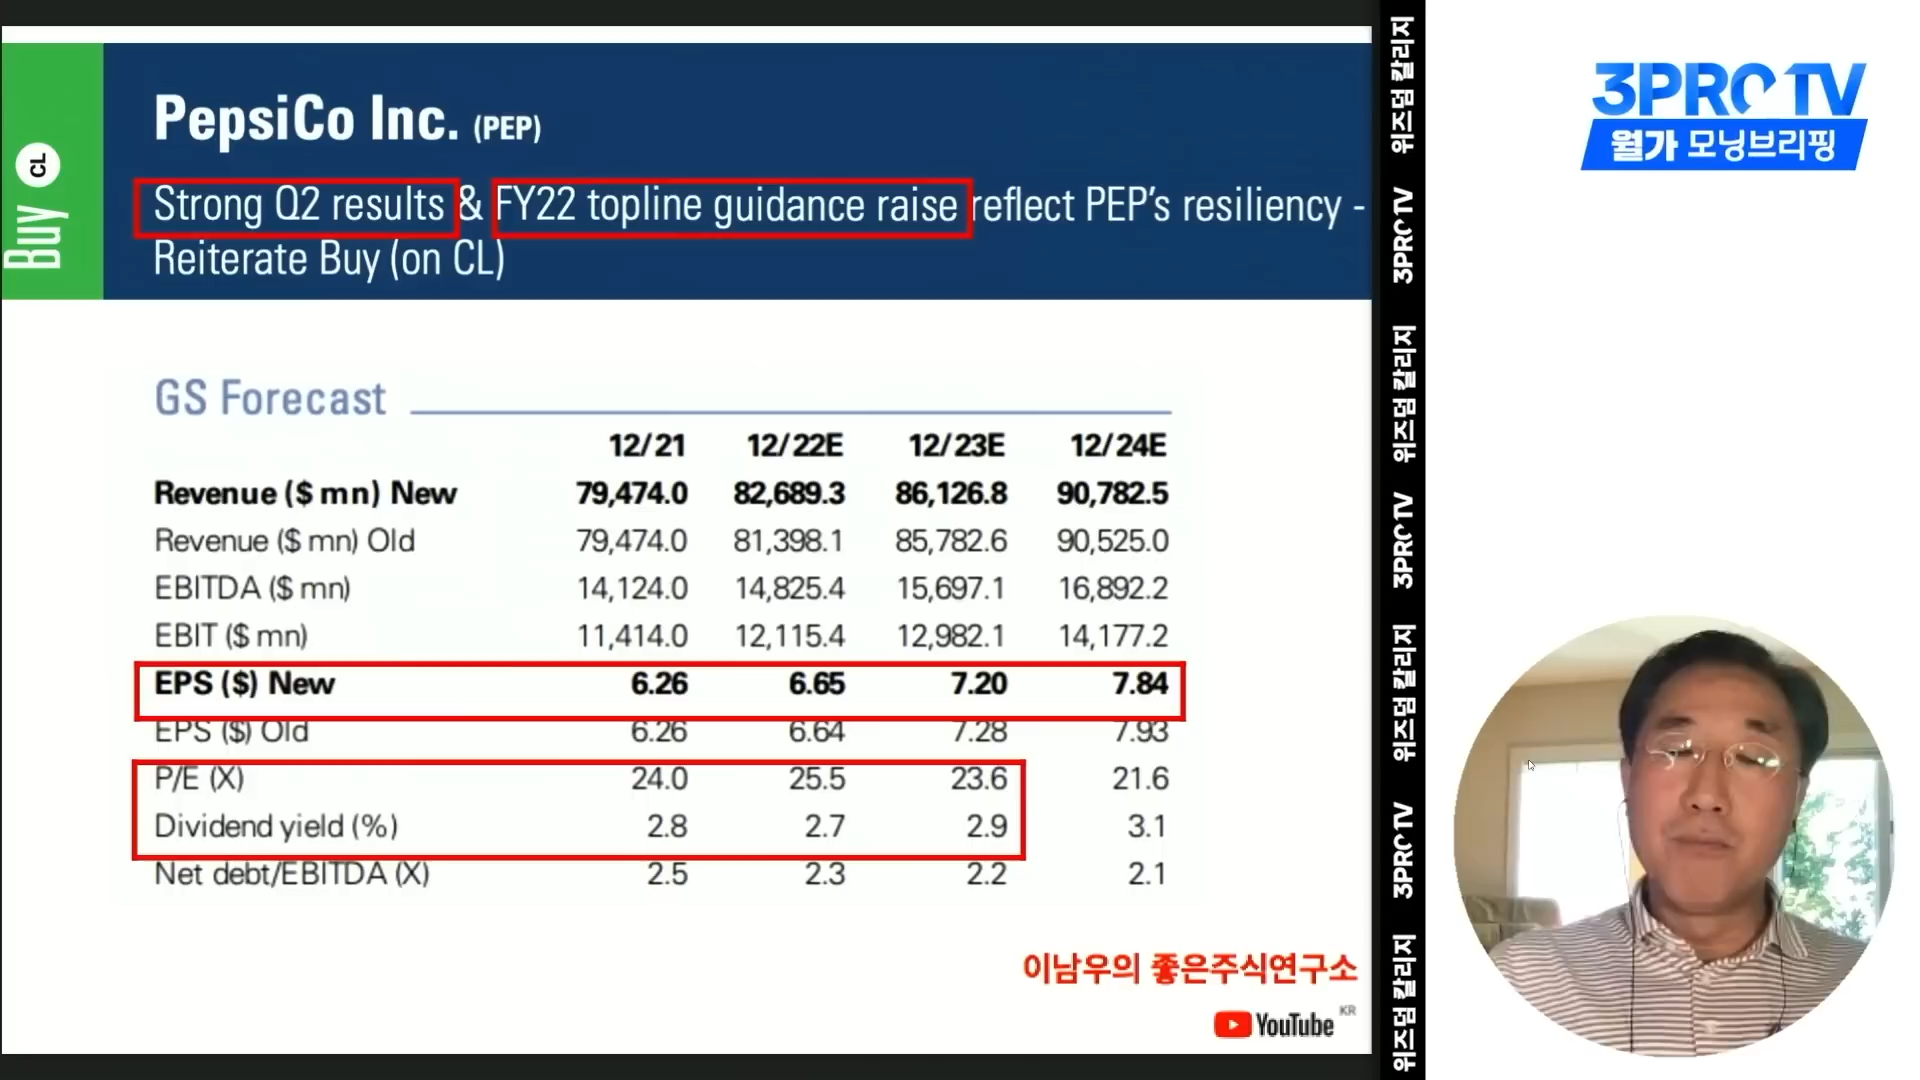 Buy CL
PepsiCo Inc. (PEP)
Strong Q2 results & FY22 topline guidance raise reflect PEP's resiliency -
Reiterate Buy (on CL)
GS Forecast
12/21 12/22E 12/23E 12/24E
Revenue ($ mn) New 79,474.0 82,689.3 86,126.8 90,782.5
Revenue ($ mn) Old 79,474.0 81,398.1 85,782.6 90,525.0
EBITDA ($ mn) 14,124.0 14,825.4 15,697.1 16,892.2
EBIT ($ mn) 11,414.0 12,115.4 12,982.1 14,177.2
EPS ($) New 6.26 6.65 7.20 7.84
EPS ($) Old 6.26 6.64 7.28 7.93
P/E (X) 24.0 25.5 23.6 21.6
Dividend yield (%) 2.8 2.7 2.9 3.1
Net debt/EBITDA (X) 2.5 2.3 2.2 2.1
이남우의 좋은주식연구소
YouTube KR
위즈덤 칼리지 3PROTV 위즈덤 칼리지 3PROTV 위즈덤 칼리지 3PROTV 위즈덤 칼리지
3PROTV
월가 모닝브리핑